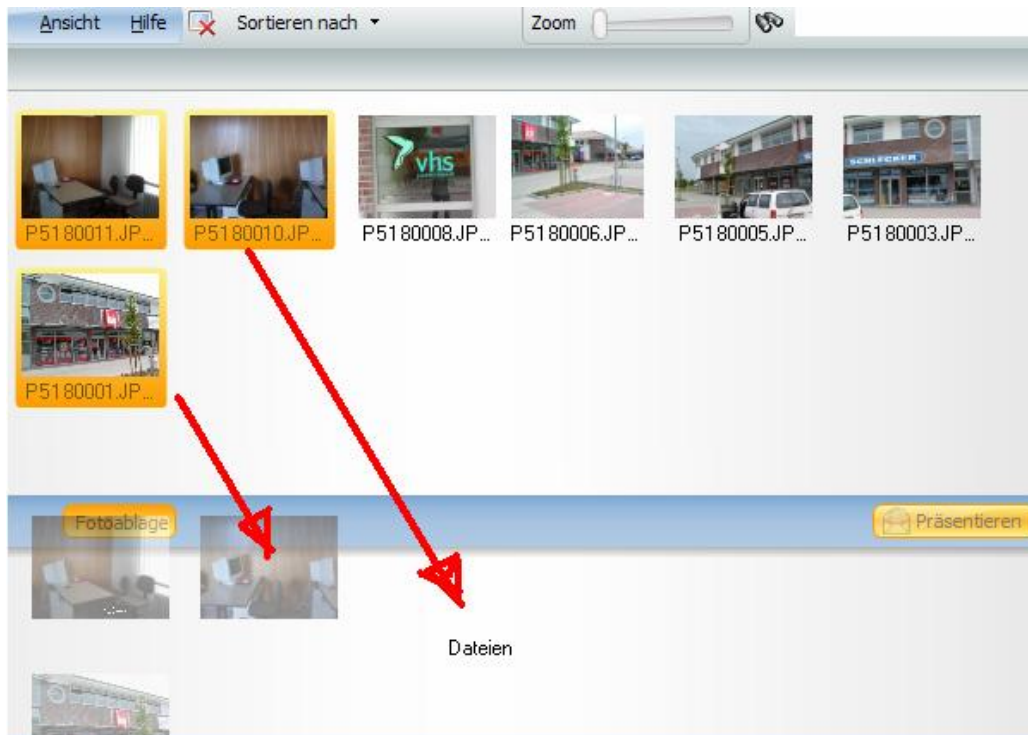 Ansicht Hilfe Sortieren nach Zoom
vhs
SCHLECKER
P5180011.JP... P5180010.JP... P5180008.JP... P5180006.JP... P5180005.JP... P5180003.JP...
P5180001.JP...
Fotoablage Präsentieren
Dateien